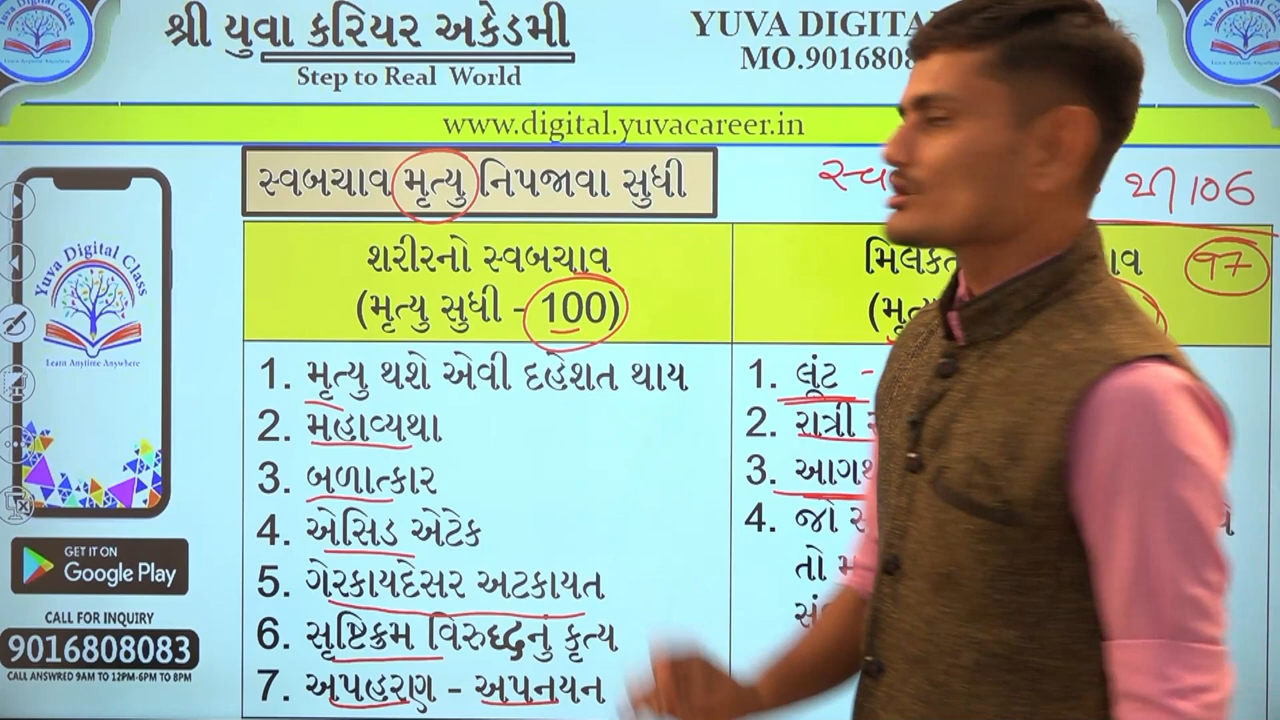 શ્રી યુવા કરિયર અકેડમી
Step to Real World
YUVA DIGITA
MO.9016808
www.digital.yuvacareer.in
Yuva Digital Class
Learn Anytime Anywhere
GET IT ON
Google Play
CALL FOR INQUIRY
9016808083
CALL ANSWRED 9AM TO 12PM-6PM TO 8PM
સ્વબચાવ મૃત્યુ નિપજાવા સુધી
થી 106
શરીરનો સ્વબચાવ
(મૃત્યુ સુધી - 100)
1. મૃત્યુ થશે એવી દહેશત થાય
2. મહાવ્યથા
3. બળાત્કાર
4. એસિડ એટેક
5. ગેરકાયદેસર અટકાયત
6. સૃષ્ટિક્રમ વિરુદ્ધનુ કૃત્ય
7. અપહરણ - અપનયન
મિલકત
97
1. લૂંટ -
2. રાત્રી
3.
4. જો
તો